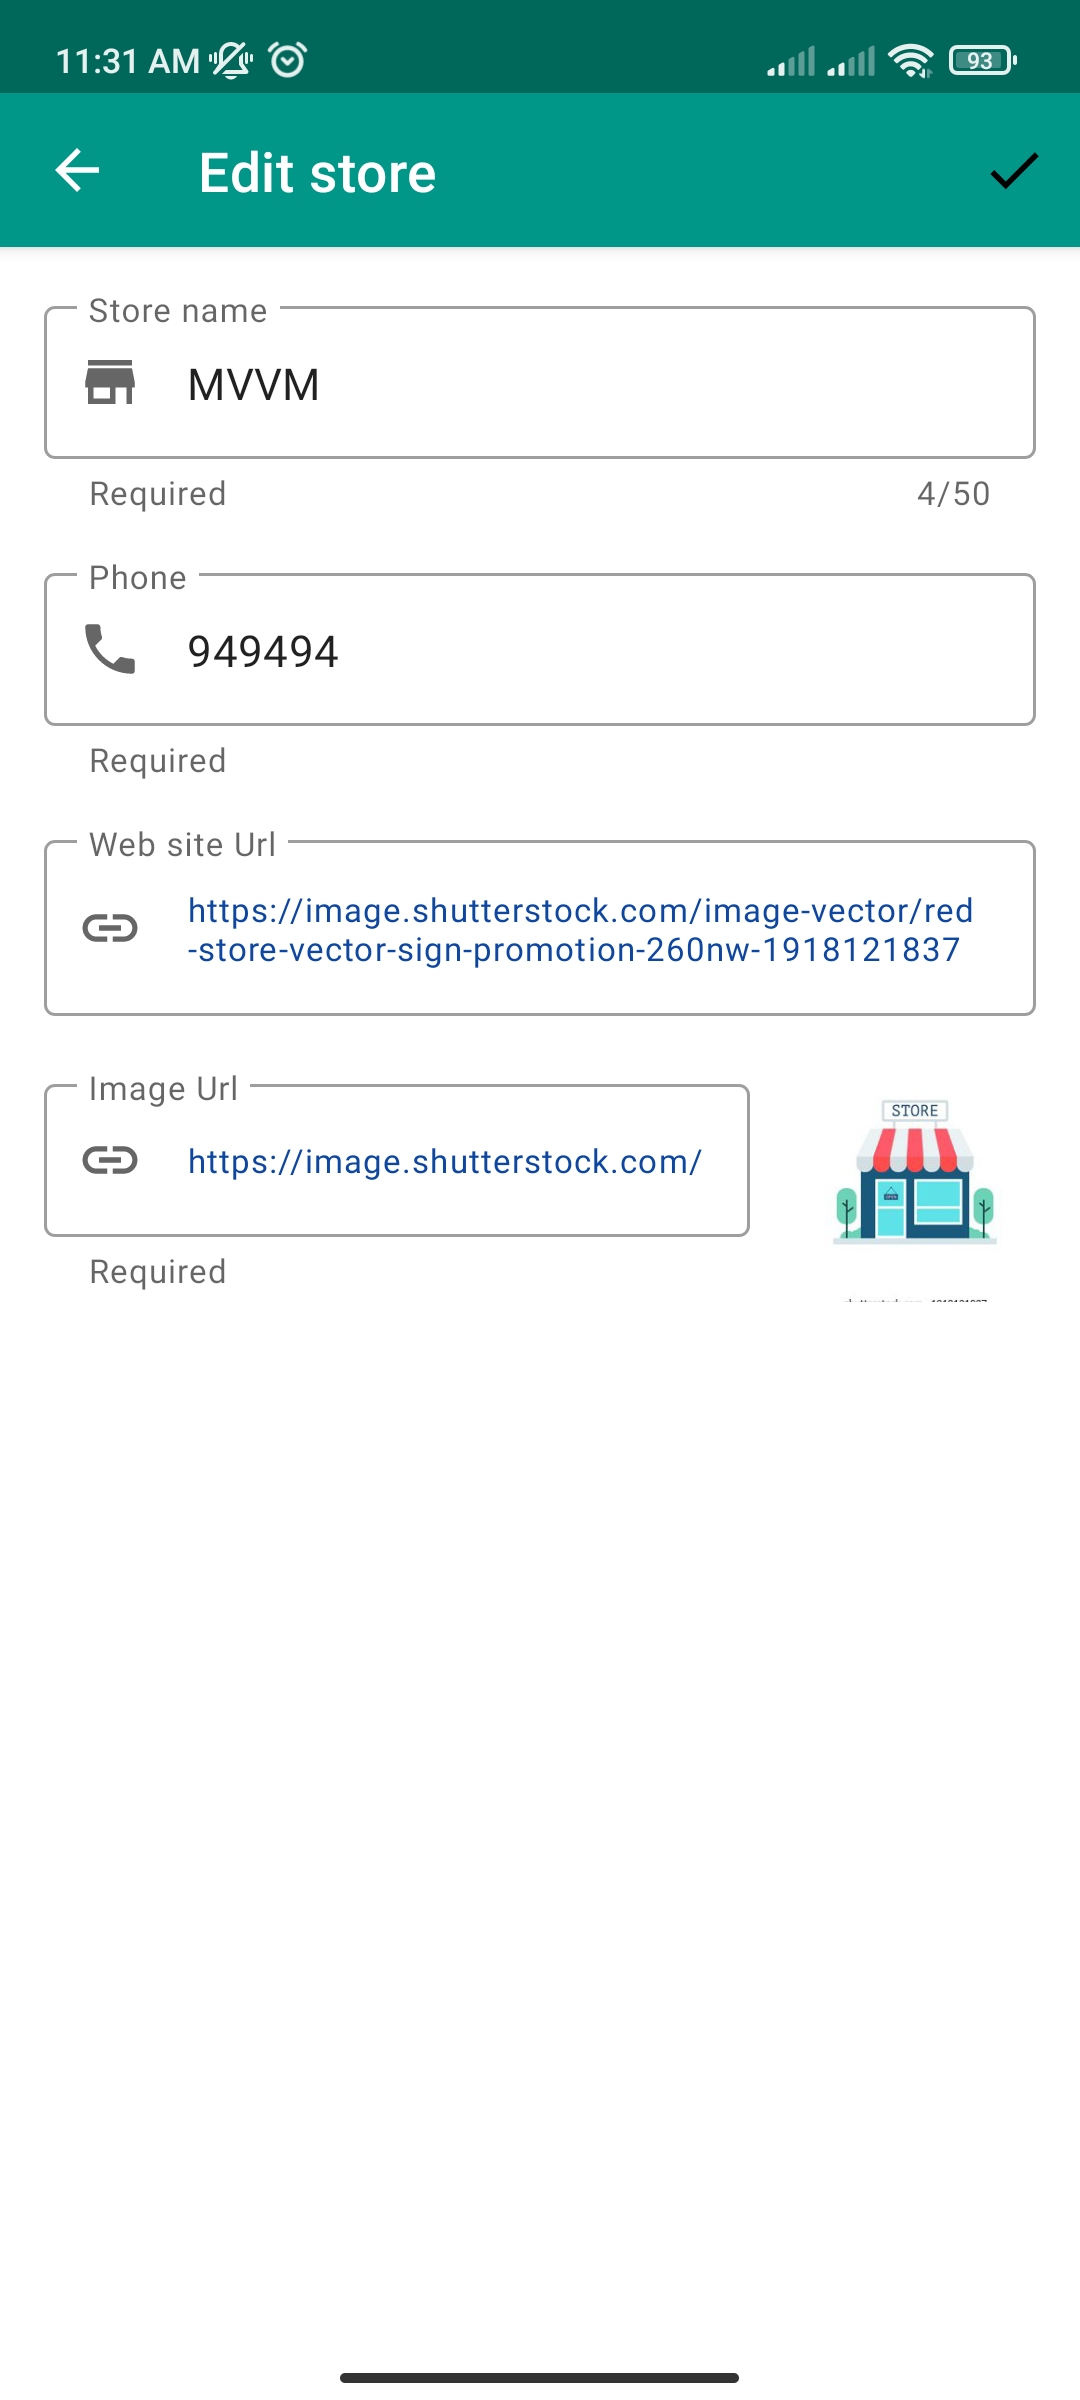 11:31 AM
93
Edit store
Store name
MVVM
Required 4/50
Phone
949494
Required
Web site Url
https://image.shutterstock.com/image-vector/red
-store-vector-sign-promotion-260nw-1918121837
Image Url
https://image.shutterstock.com/
STORE
Required